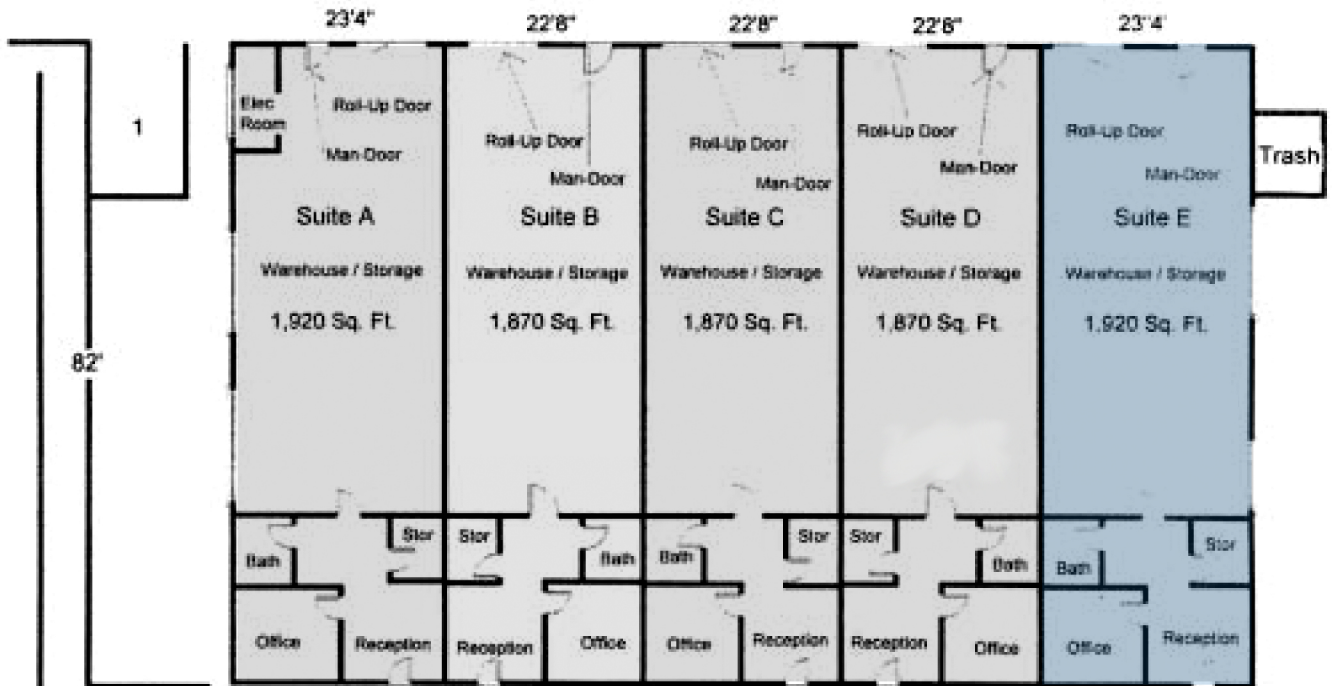 23'4"
22'8"
22'8"
22'8"
23'4'
1
82'
Elec
Room
Roll-Up Door
Man-Door
Suite A
Warehouse / Storage
1,920 Sq. Ft.
Bath
Stor
Office
Reception
Roll-Up Door
Man-Door
Suite B
Warehouse / Storage
1,870 Sq. Ft.
Stor
Bath
Reception
Office
Roll-Up Door
Man-Door
Suite C
Warehouse / Storage
1,870 Sq. Ft.
Bath
Stor
Office
Reception
Roll-Up Door
Man-Door
Suite D
Warehouse / Storage
1,870 Sq. Ft.
Stor
Bath
Reception
Office
Roll-Up Door
Man-Door
Suite E
Warehouse / Storage
1,920 Sq. Ft.
Bath
Stor
Office
Reception
Trash